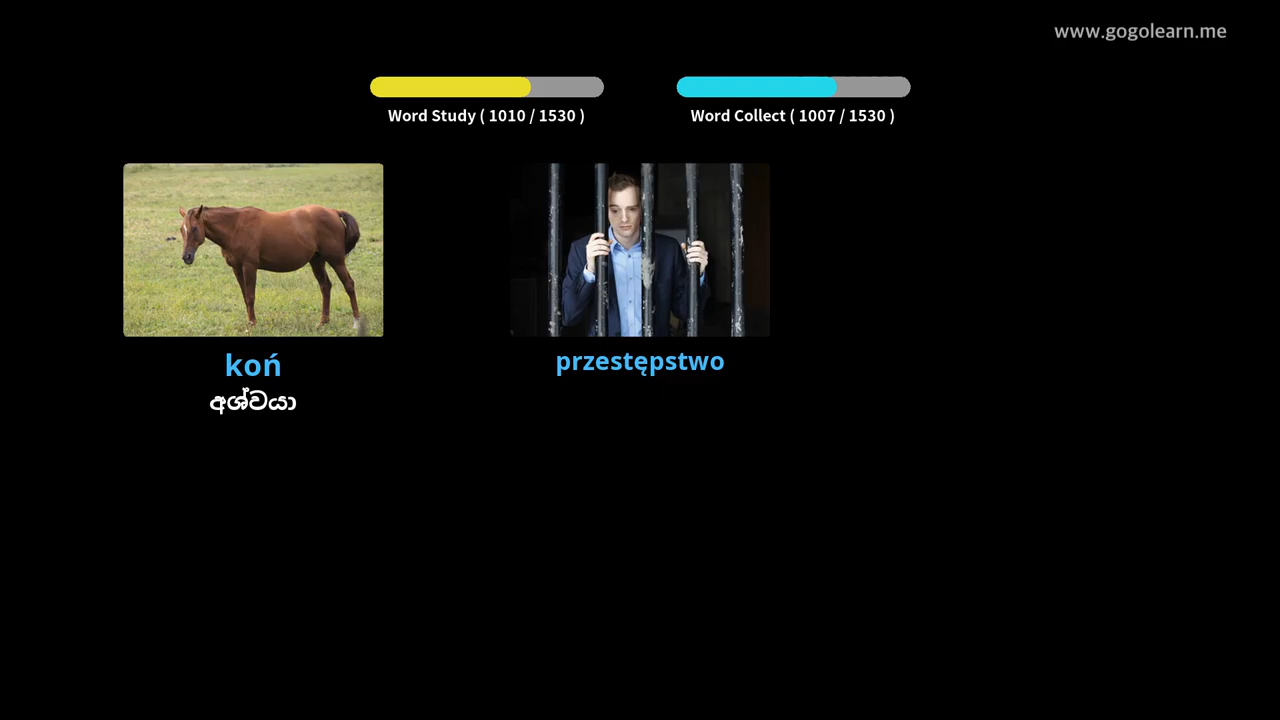 www.gogolearn.me
Word Study ( 1010 / 1530 )
Word Collect ( 1007 / 1530 )
koń
අශ්වයා
przestępstwo